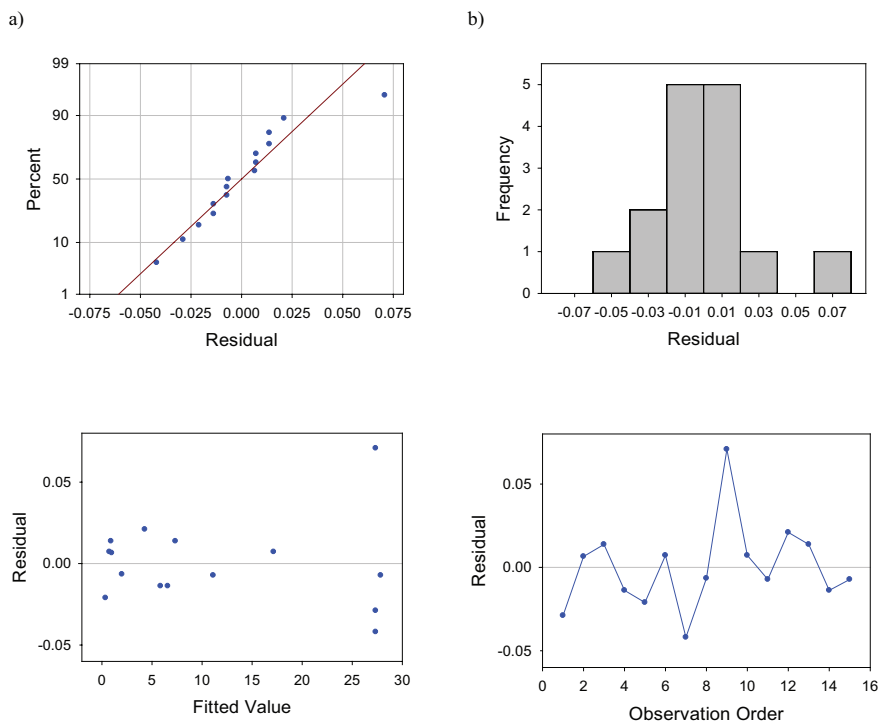 a)
99
90
50
10
1
Percent
-0.075 -0.050 -0.025 0.000 0.025 0.050 0.075
Residual
b)
5
4
3
2
1
0
Frequency
-0.07 -0.05 -0.03 -0.01 0.01 0.03 0.05 0.07
Residual
0.05
0.00
-0.05
Residual
0 5 10 15 20 25 30
Fitted Value
0.05
0.00
-0.05
Residual
0 2 4 6 8 10 12 14 16
Observation Order